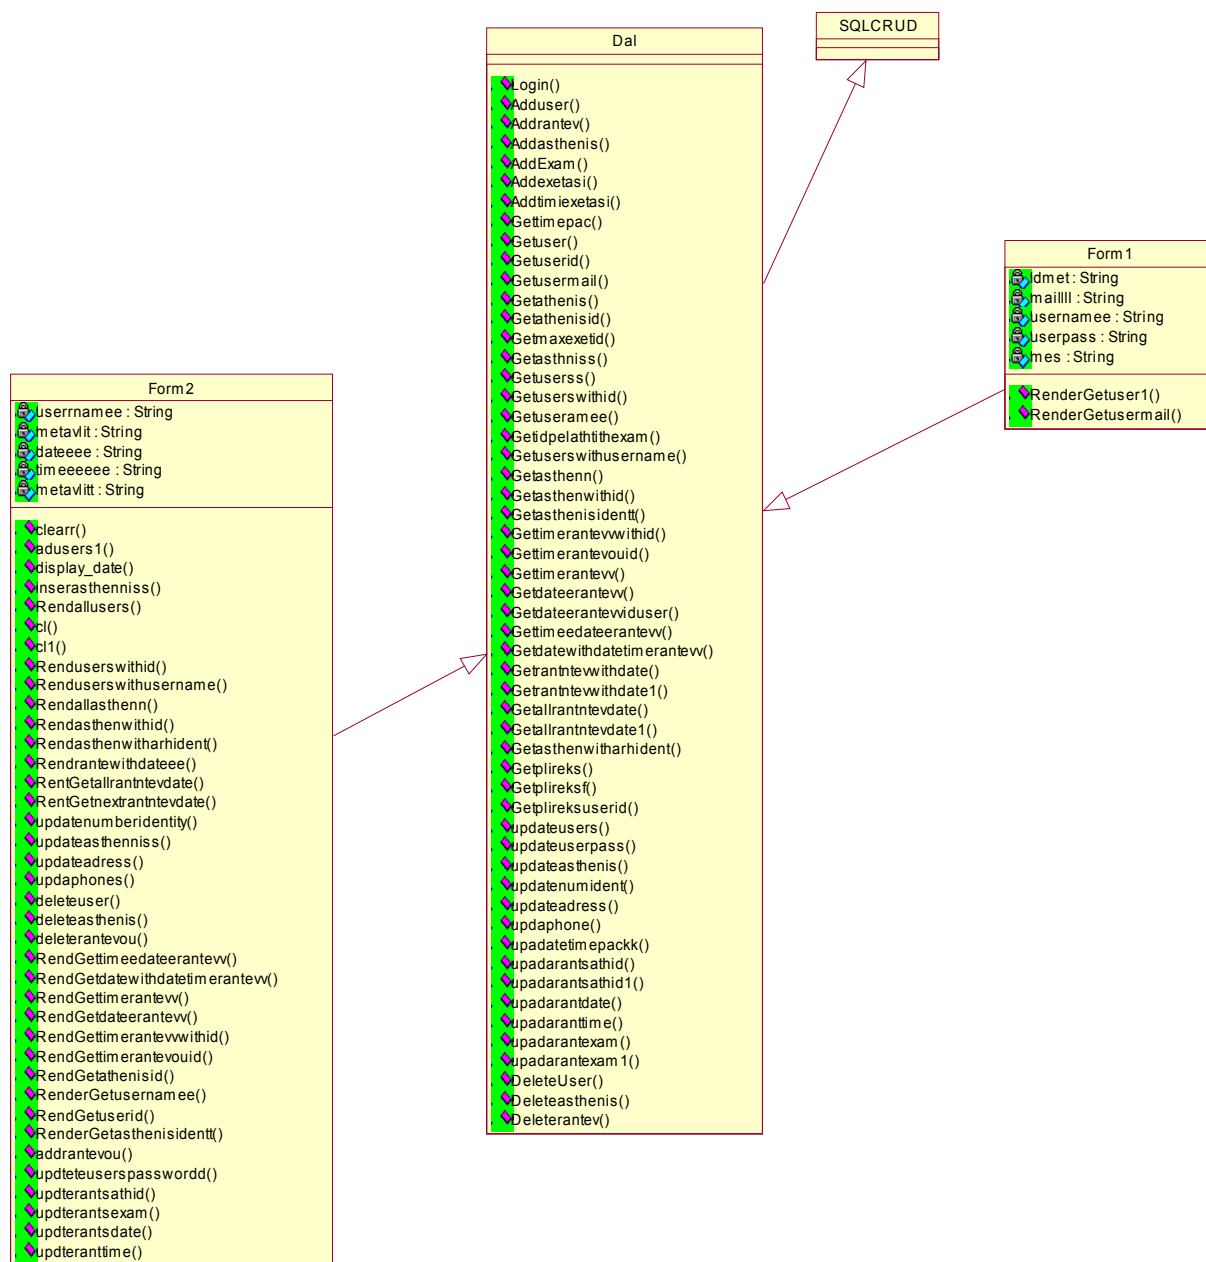 SQLCRUD
Dal
Login()
Adduser()
Addrantev()
Addasthenis()
AddExam()
Addexetasi()
Addtimiexetasi()
Gettimepac()
Getuser()
Getuserid()
Getusermail()
Getathenis()
Getathenisid()
Getmaxexetid()
Getasthniss()
Getuserss()
Getuserswithid()
Getuseramee()
Getidpelathtithexam()
Getuserswithusername()
Getasthenn()
Getasthenwithid()
Getasthenisidentt()
Gettimerantevvwithid()
Gettimerantevouid()
Gettimerantevv()
Getdateerantevv()
Getdateerantevviduser()
Gettimeedateerantevv()
Getdatewithdatetimerantevv()
Getrantntevwithdate()
Getrantntevwithdate1()
Getallrantntevdate()
Getallrantntevdate1()
Getasthenwitharhident()
Getplireks()
Getplireksf()
Getplireksuserid()
updateusers()
updateuserpass()
updateasthenis()
updatenumident()
updateadress()
updaphone()
upadatetimepackk()
upadarantsathid()
upadarantsathid1()
upadarantdate()
upadaranttime()
upadarantexam()
upadarantexam1()
DeleteUser()
Deleteasthenis()
Deleterantev()
Form1
idmet : String
mailllI : String
usernamee : String
userpass : String
mes : String
RenderGetuser1()
RenderGetusermail()
Form2
userrnamee : String
metavlit : String
dateeee : String
timeeeeee : String
metavlitt : String
clearr()
adusers1()
display_date()
inserasthenniss()
Rendallusers()
cl()
cl1()
Renduserswithid()
Renduserswithusername()
Rendallasthenn()
Rendasthenwithid()
Rendasthenwitharhident()
Rendrantewithdateee()
RentGetallrantntevdate()
RentGetnextrantntevdate()
updatenumberidentity()
updateasthenniss()
updateadress()
updaphones()
deleteuser()
deleteasthenis()
deleterantevou()
RendGettimeedateerantevv()
RendGetdatewithdatetimerantevv()
RendGettimerantevv()
RendGetdateerantevv()
RendGettimerantevvwithid()
RendGettimerantevouid()
RendGetathenisid()
RenderGetusernamee()
RendGetuserid()
RenderGetasthenisidentt()
addrantevou()
updteteuserspasswordd()
updterantsathid()
updterantsexam()
updterantsdate()
updteranttime()